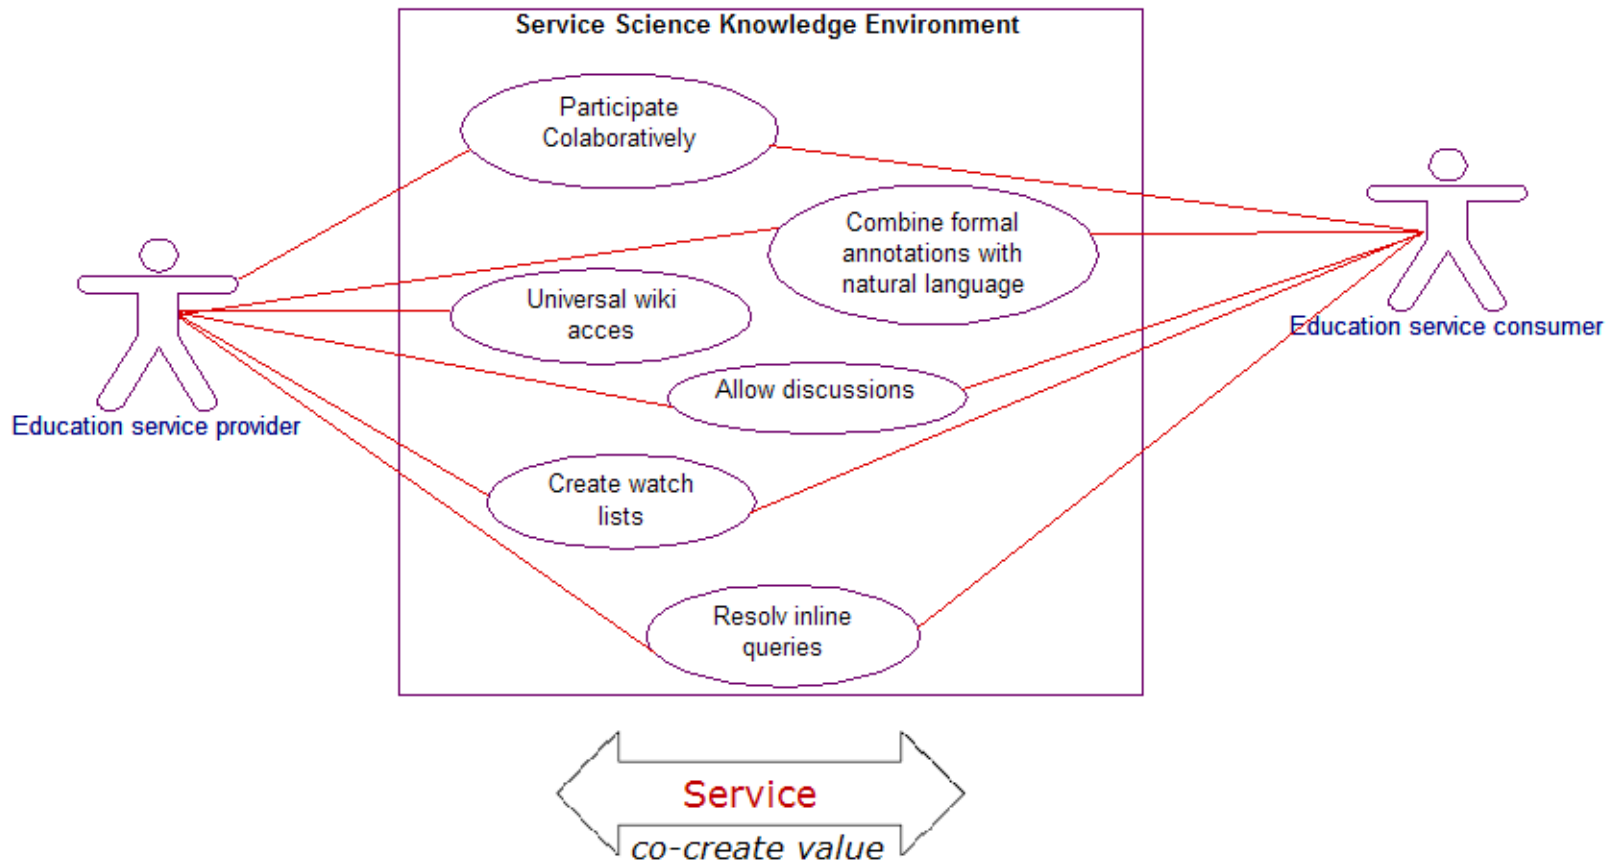 Service Science Knowledge Environment
Participate
Colaboratively
Combine formal
annotations with
natural language
Universal wiki
acces
Education service consumer
Allow discussions
Education service provider
Create watch
lists
Resolv inline
queries
Service
co-create value